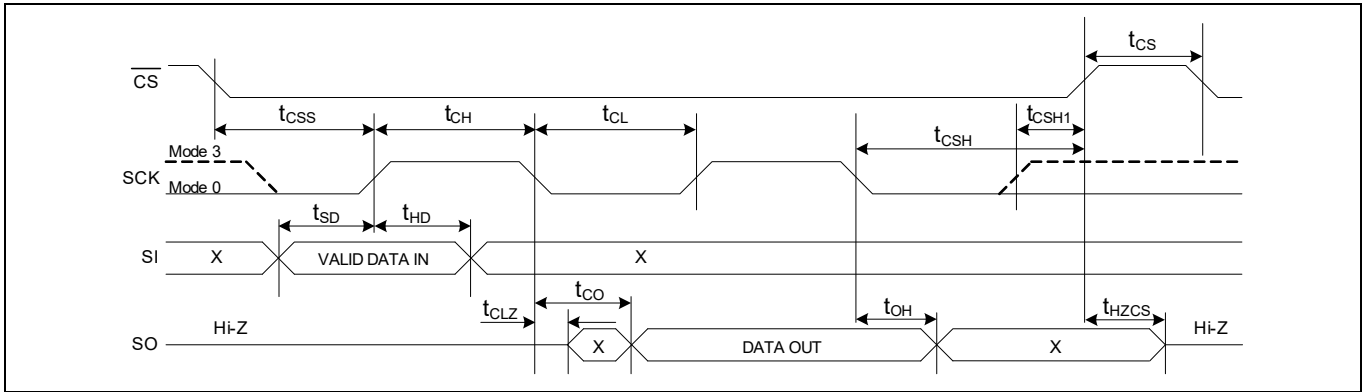 tCS
CS
tCSS tCH tCL tCSH tCSH1
Mode 3
SCK
Mode 0
tSD tHD
SI X VALID DATA IN X
tCLZ tCO tOH tHZCS
SO Hi-Z X DATA OUT X Hi-Z